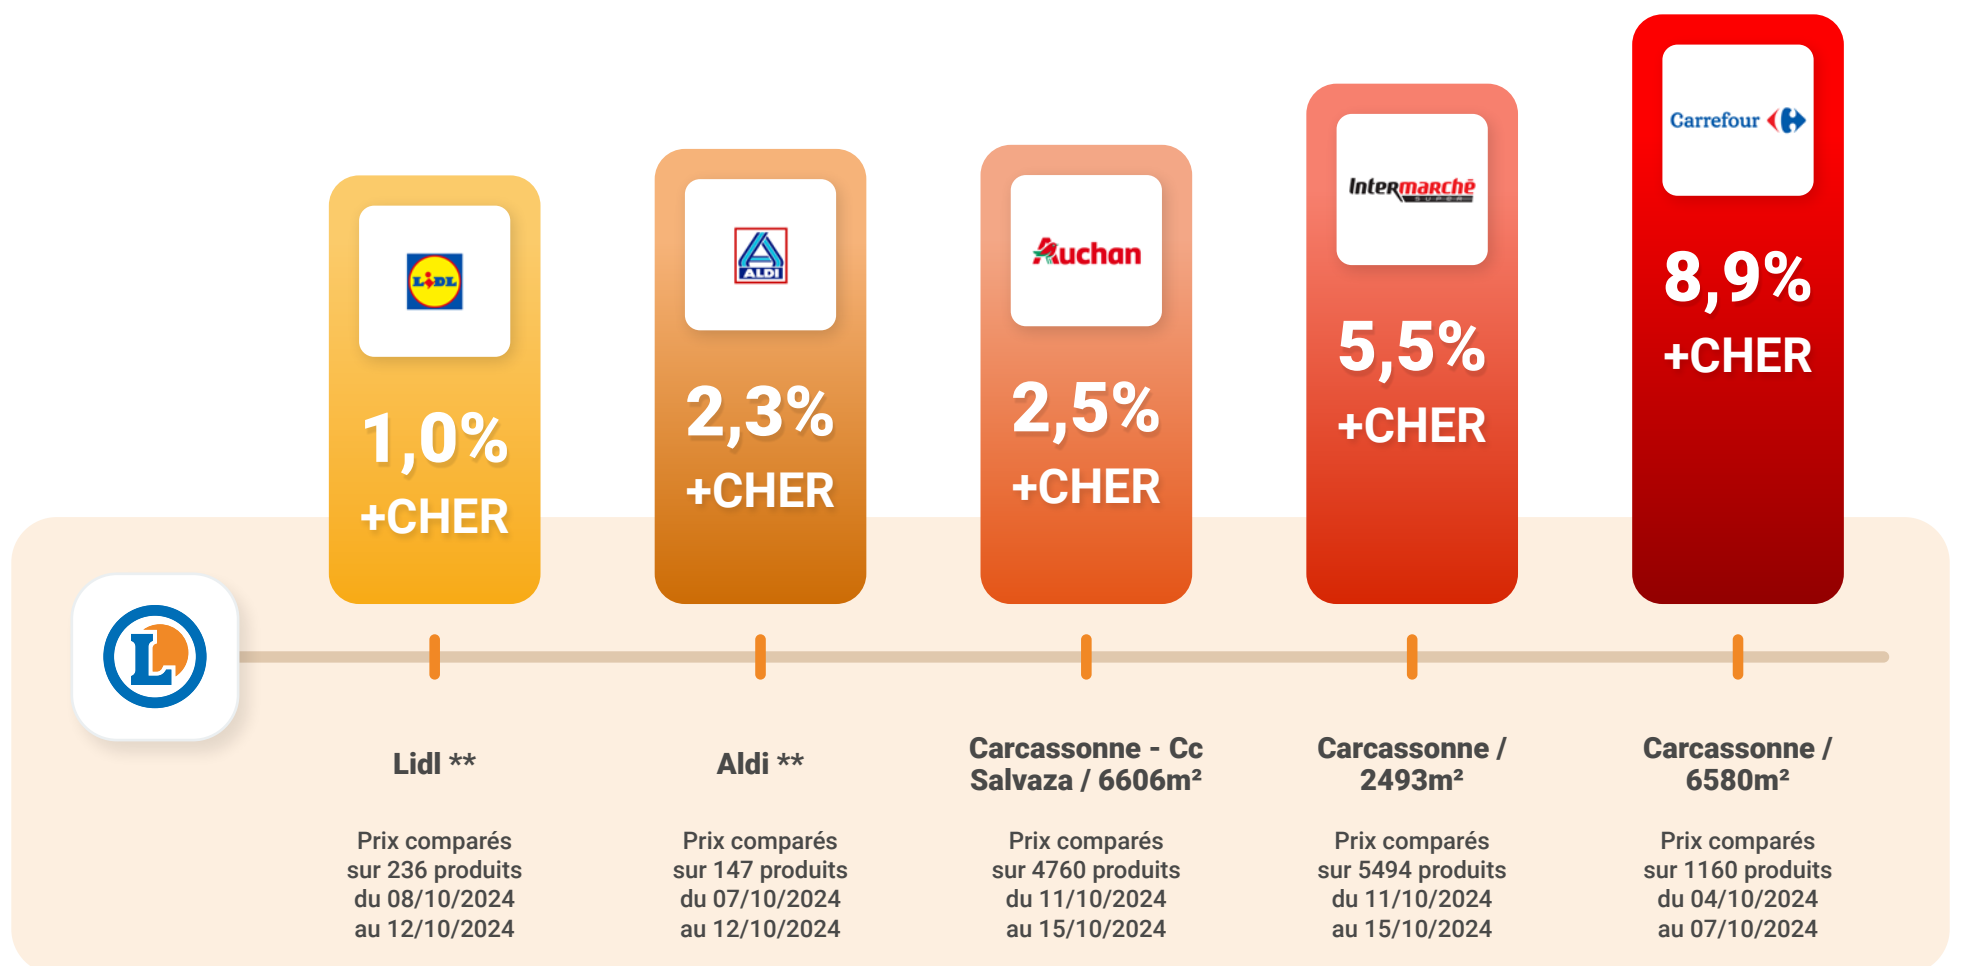 LIDL
1,0%
+CHER
ALDI
2,3%
+CHER
Auchan
2,5%
+CHER
Intermarché
SUPER
5,5%
+CHER
Carrefour
8,9%
+CHER
L
Lidl **
Prix comparés
sur 236 produits
du 08/10/2024
au 12/10/2024
Aldi **
Prix comparés
sur 147 produits
du 07/10/2024
au 12/10/2024
Carcassonne - Cc
Salvaza / 6606m²
Prix comparés
sur 4760 produits
du 11/10/2024
au 15/10/2024
Carcassonne /
2493m²
Prix comparés
sur 5494 produits
du 11/10/2024
au 15/10/2024
Carcassonne /
6580m²
Prix comparés
sur 1160 produits
du 04/10/2024
au 07/10/2024